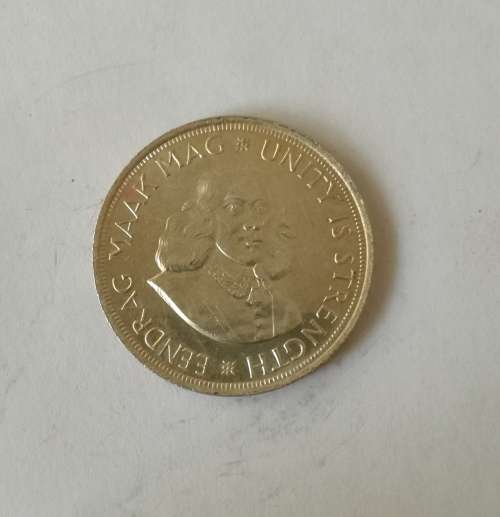 EENDRAG MAAK MAG * UNITY IS STRENGTH *